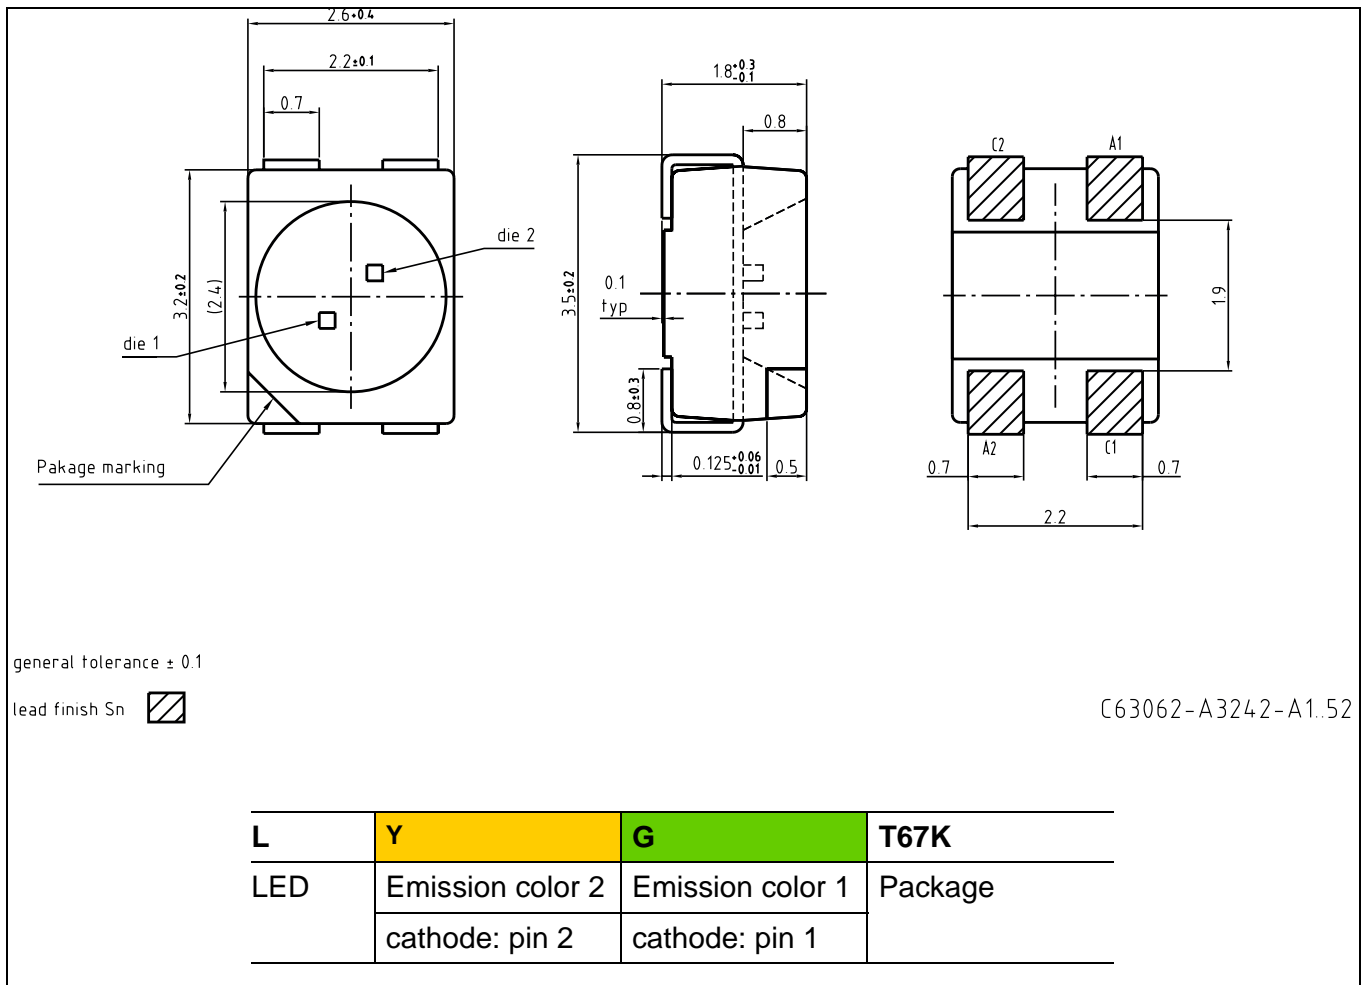 2.6+0.4
2.2±0.1
0.7
3.2±0.2
(2.4)
die 2
die 1
Pakage marking
1.8+0.3-0.1
0.8
3.5±0.2
0.1
typ
0.8±0.3
0.125+0.06-0.01
0.5
C2
A1
1.9
A2
C1
0.7
0.7
2.2
general tolerance ± 0.1
lead finish Sn
C63062-A3242-A1..52
L Y G T67K
LED Emission color 2 Emission color 1 Package
cathode: pin 2 cathode: pin 1